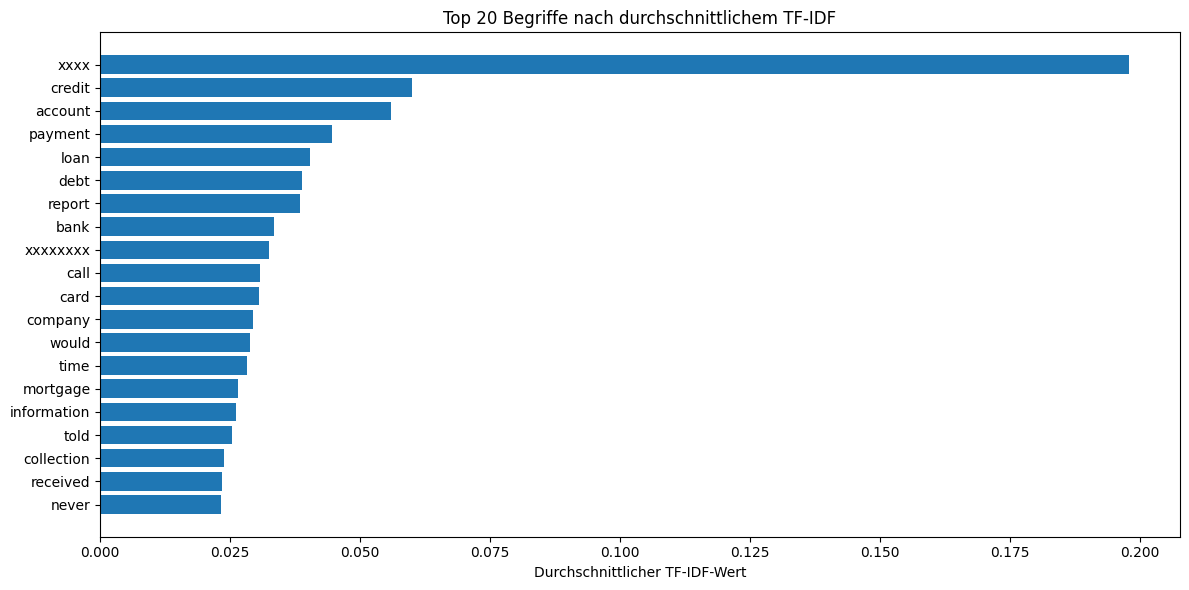 Top 20 Begriffe nach durchschnittlichem TF-IDF
xxxx
credit
account
payment
loan
debt
report
bank
xxxxxxxx
call
card
company
would
time
mortgage
information
told
collection
received
never
0.000 0.025 0.050 0.075 0.100 0.125 0.150 0.175 0.200
Durchschnittlicher TF-IDF-Wert